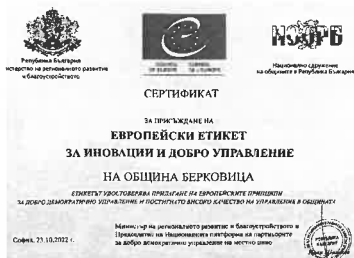 Република България
Министерство на регионалното развитие
и благоустройството
НСОРБ
Национално сдружение
на общините в Република България
СЕРТИФИКАТ
ЗА ПРИСЪЖДАНЕ НА
ЕВРОПЕЙСКИ ЕТИКЕТ
ЗА ИНОВАЦИИ И ДОБРО УПРАВЛЕНИЕ
НА ОБЩИНА БЕРКОВИЦА
ЕТИКЕТЪТ УДОСТОВЕРЯВА ПРИЛАГАНЕ НА ЕВРОПЕЙСКИТЕ ПРИНЦИПИ
ЗА ДОБРО ДЕМОКРАТИЧНО УПРАВЛЕНИЕ И ПОСТИГНАТО ВИСОКО КАЧЕСТВО НА УПРАВЛЕНИЕ В ОБЩИНАТА
Министър на регионалното развитие и благоустройството и
Председател на Националната платформа на партньорите
за добро демократично управление на местно ниво
София, 23.10.2022 г.